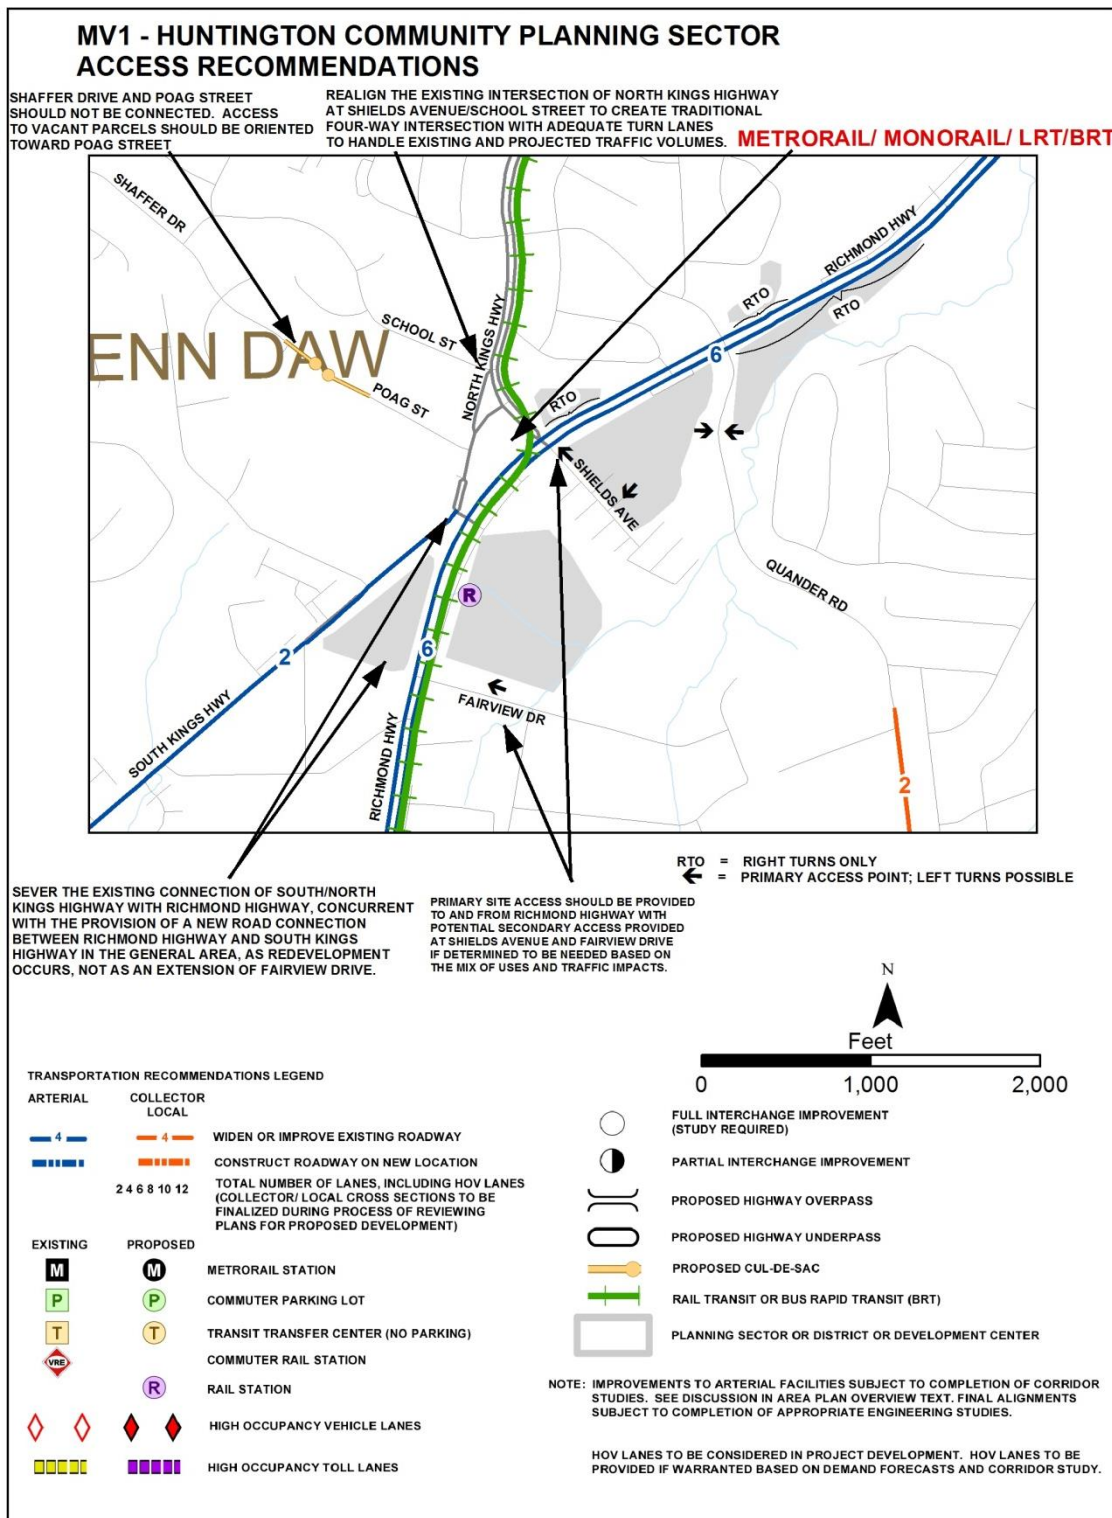 MV1 - HUNTINGTON COMMUNITY PLANNING SECTOR
ACCESS RECOMMENDATIONS
SHAFFER DRIVE AND POAG STREET
SHOULD NOT BE CONNECTED. ACCESS
TO VACANT PARCELS SHOULD BE ORIENTED
TOWARD POAG STREET
REALIGN THE EXISTING INTERSECTION OF NORTH KINGS HIGHWAY
AT SHIELDS AVENUE/SCHOOL STREET TO CREATE TRADITIONAL
FOUR-WAY INTERSECTION WITH ADEQUATE TURN LANES
TO HANDLE EXISTING AND PROJECTED TRAFFIC VOLUMES.
METRORAIL/ MONORAIL/ LRT/BRT
SHAFFER DR
RICHMOND HWY
RTO
RTO
SCHOOL ST
NORTH KINGS HWY
ENN DAW
6
POAG ST
RTO
SHIELDS AVE
QUANDER RD
R
6
2
SOUTH KINGS HWY
FAIRVIEW DR
RICHMOND HWY
2
RTO = RIGHT TURNS ONLY
= PRIMARY ACCESS POINT; LEFT TURNS POSSIBLE
SEVER THE EXISTING CONNECTION OF SOUTH/NORTH
KINGS HIGHWAY WITH RICHMOND HIGHWAY, CONCURRENT
WITH THE PROVISION OF A NEW ROAD CONNECTION
BETWEEN RICHMOND HIGHWAY AND SOUTH KINGS
HIGHWAY IN THE GENERAL AREA, AS REDEVELOPMENT
OCCURS, NOT AS AN EXTENSION OF FAIRVIEW DRIVE.
PRIMARY SITE ACCESS SHOULD BE PROVIDED
TO AND FROM RICHMOND HIGHWAY WITH
POTENTIAL SECONDARY ACCESS PROVIDED
AT SHIELDS AVENUE AND FAIRVIEW DRIVE
IF DETERMINED TO BE NEEDED BASED ON
THE MIX OF USES AND TRAFFIC IMPACTS.
N
Feet
0 1,000 2,000
TRANSPORTATION RECOMMENDATIONS LEGEND
ARTERIAL COLLECTOR
LOCAL
4 4 WIDEN OR IMPROVE EXISTING ROADWAY
CONSTRUCT ROADWAY ON NEW LOCATION
2 4 6 8 10 12 TOTAL NUMBER OF LANES, INCLUDING HOV LANES
(COLLECTOR/ LOCAL CROSS SECTIONS TO BE
FINALIZED DURING PROCESS OF REVIEWING
PLANS FOR PROPOSED DEVELOPMENT)
EXISTING PROPOSED
M M METRORAIL STATION
P P COMMUTER PARKING LOT
T T TRANSIT TRANSFER CENTER (NO PARKING)
VRE COMMUTER RAIL STATION
R RAIL STATION
HIGH OCCUPANCY VEHICLE LANES
HIGH OCCUPANCY TOLL LANES
FULL INTERCHANGE IMPROVEMENT
(STUDY REQUIRED)
PARTIAL INTERCHANGE IMPROVEMENT
PROPOSED HIGHWAY OVERPASS
PROPOSED HIGHWAY UNDERPASS
PROPOSED CUL-DE-SAC
RAIL TRANSIT OR BUS RAPID TRANSIT (BRT)
PLANNING SECTOR OR DISTRICT OR DEVELOPMENT CENTER
NOTE: IMPROVEMENTS TO ARTERIAL FACILITIES SUBJECT TO COMPLETION OF CORRIDOR
STUDIES. SEE DISCUSSION IN AREA PLAN OVERVIEW TEXT. FINAL ALIGNMENTS
SUBJECT TO COMPLETION OF APPROPRIATE ENGINEERING STUDIES.
HOV LANES TO BE CONSIDERED IN PROJECT DEVELOPMENT. HOV LANES TO BE
PROVIDED IF WARRANTED BASED ON DEMAND FORECASTS AND CORRIDOR STUDY.